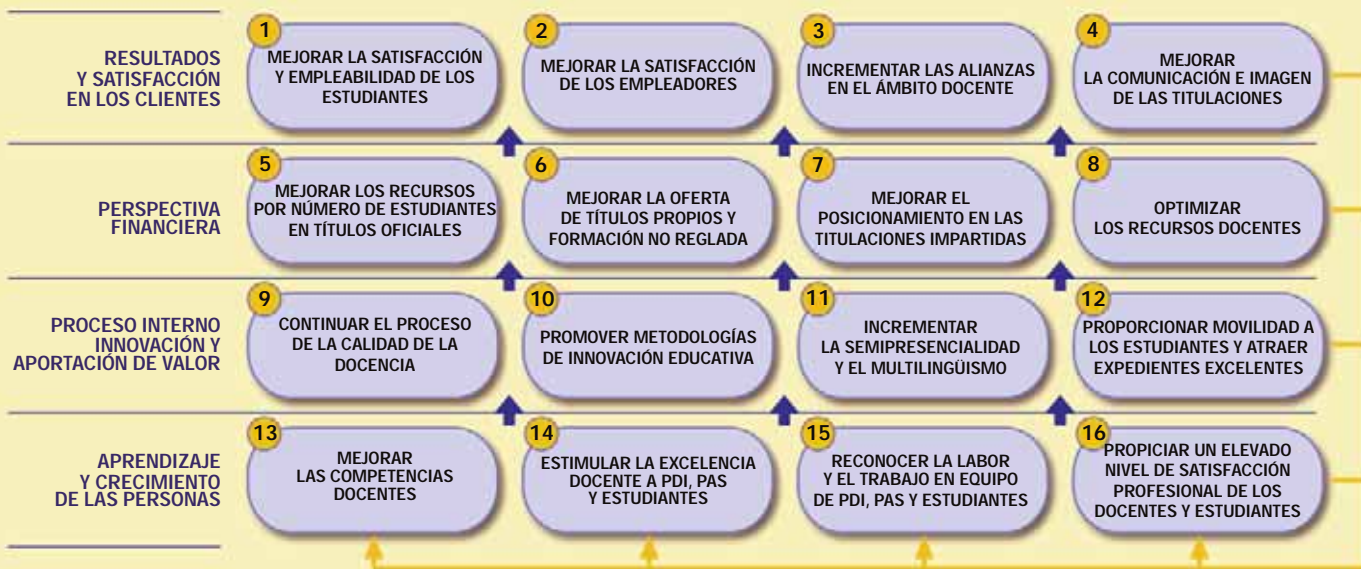 RESULTADOS
Y SATISFACCIÓN
EN LOS CLIENTES
1
MEJORAR LA SATISFACCIÓN
Y EMPLEABILIDAD DE LOS
ESTUDIANTES
2
MEJORAR LA SATISFACCIÓN
DE LOS EMPLEADORES
3
INCREMENTAR LAS ALIANZAS
EN EL ÁMBITO DOCENTE
4
MEJORAR
LA COMUNICACIÓN E IMAGEN
DE LAS TITULACIONES
PERSPECTIVA
FINANCIERA
5
MEJORAR LOS RECURSOS
POR NÚMERO DE ESTUDIANTES
EN TÍTULOS OFICIALES
6
MEJORAR LA OFERTA
DE TÍTULOS PROPIOS Y
FORMACIÓN NO REGLADA
7
MEJORAR EL
POSICIONAMIENTO EN LAS
TITULACIONES IMPARTIDAS
8
OPTIMIZAR
LOS RECURSOS DOCENTES
PROCESO INTERNO
INNOVACIÓN Y
APORTACIÓN DE VALOR
9
CONTINUAR EL PROCESO
DE LA CALIDAD DE LA
DOCENCIA
10
PROMOVER METODOLOGÍAS
DE INNOVACIÓN EDUCATIVA
11
INCREMENTAR
LA SEMIPRESENCIALIDAD
Y EL MULTILINGÜISMO
12
PROPORCIONAR MOVILIDAD A
LOS ESTUDIANTES Y ATRAER
EXPEDIENTES EXCELENTES
APRENDIZAJE
Y CRECIMIENTO
DE LAS PERSONAS
13
MEJORAR
LAS COMPETENCIAS
DOCENTES
14
ESTIMULAR LA EXCELENCIA
DOCENTE A PDI, PAS
Y ESTUDIANTES
15
RECONOCER LA LABOR
Y EL TRABAJO EN EQUIPO
DE PDI, PAS Y ESTUDIANTES
16
PROPICIAR UN ELEVADO
NIVEL DE SATISFACCIÓN
PROFESIONAL DE LOS
DOCENTES Y ESTUDIANTES